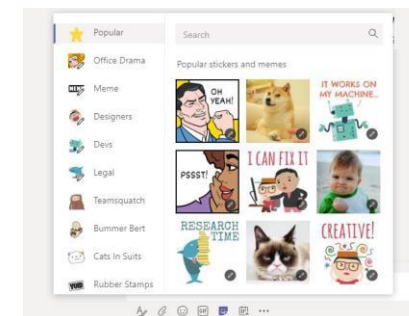 Popular
Office Drama
Meme
Designers
Devs
Legal
Teamsquatch
Bummer Bert
Cats In Suits
Rubber Stamps
Search
Popular stickers and memes
OH
YEAH!
IT WORKS ON
MY MACHINE...
PSSST!
I CAN FIX IT
RESEARCH
TIME
CREATIVE!
GIF